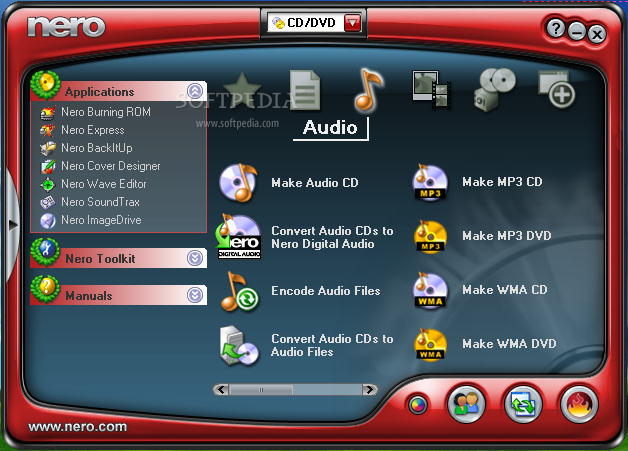 nero
CD/DVD
?
Applications
Nero Burning ROM
Nero Express
Nero BackItUp
Nero Cover Designer
Nero Wave Editor
Nero SoundTrax
Nero ImageDrive
Nero Toolkit
Manuals
SOFTPEDIA
www.softpedia.com
Audio
Make Audio CD
Convert Audio CDs to
Nero Digital Audio
nero
DIGITAL AUDIO
Encode Audio Files
Convert Audio CDs to
Audio Files
MP3
Make MP3 CD
MP3
Make MP3 DVD
WMA
Make WMA CD
WMA
Make WMA DVD
www.nero.com